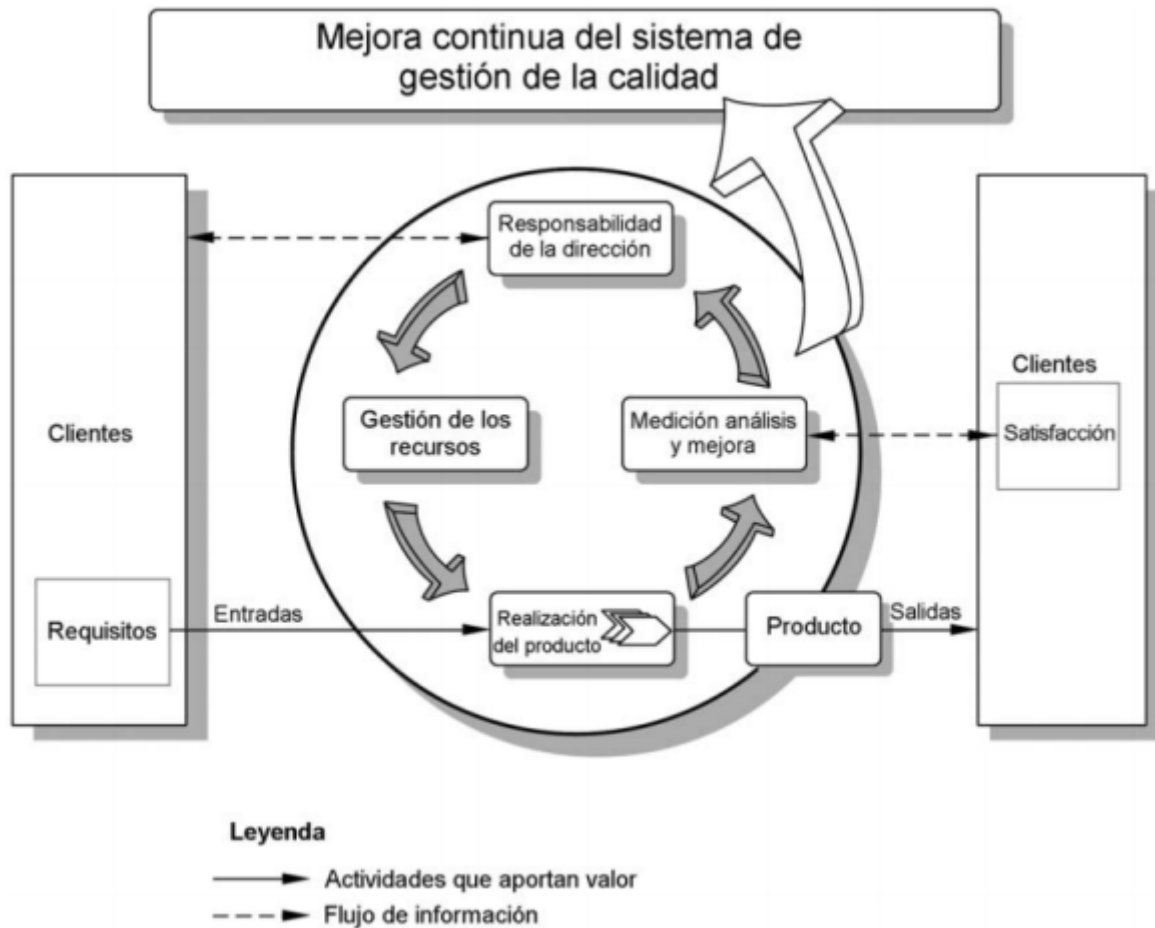 Mejora continua del sistema de
gestión de la calidad
Responsabilidad
de la dirección
Clientes
Gestión de los
recursos
Medición análisis
y mejora
Clientes
Satisfacción
Requisitos
Entradas
Realización
del producto
Producto
Salidas
Leyenda
Actividades que aportan valor
Flujo de información